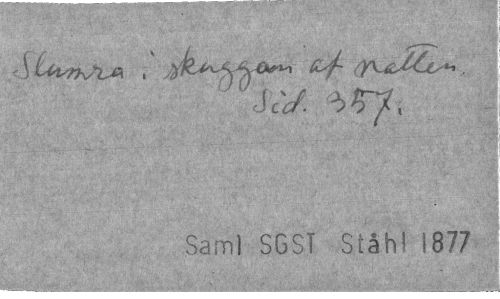 Slumra i skuggan af natten.
Sid. 357.
Saml SGST Ståhl 1877